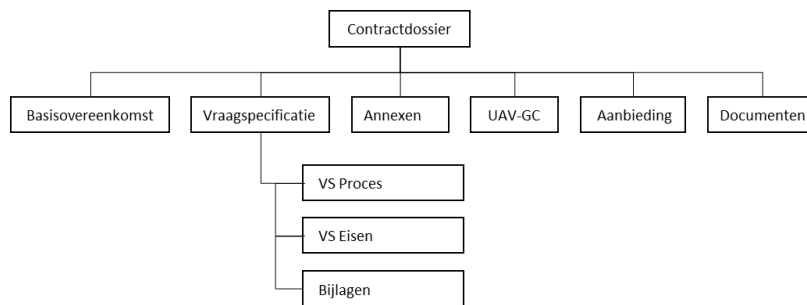 Contractdossier
Basisovereenkomst
Vraagspecificatie
Annexen
UAV-GC
Aanbieding
Documenten
VS Proces
VS Eisen
Bijlagen